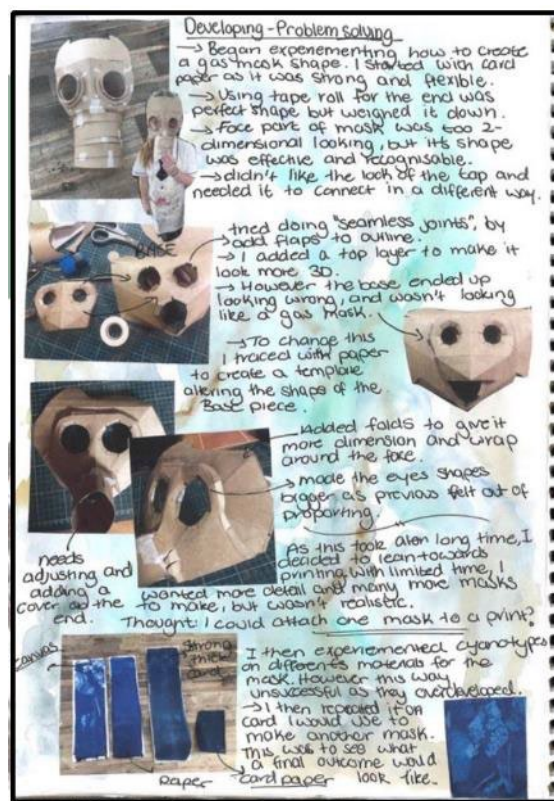 Developing - Problem solving
→ Began experementing how to create
a gas mask shape. I started with card
paper as it was strong and flexible.
→ Using tape roll for the end was
perfect shape but weighed it down.
→ Face part of mask was too 2-
dimensional looking, but its shape
was effective and recognisable.
→ didn't like the look of the tap and
needed it to connect in a different way.
BASE
tried doing "seamless joints", by
add flaps to outline.
→ I added a top layer to make it
look more 3D.
→ However the base ended up
looking wrong, and wasn't looking
like a gas mask.
→ To change this
I traced with paper
to create a template
altering the shape of the
Base piece.
Added folds to give it
more dimension and wrap
around the face.
made the eyes shapes
bigger as previous felt out of
proporting.
needs
adjusting and
adding a
cover at the
end.
As this took along long time, I
decided to lean towards
printing. With limited time, I
wanted more detail and many more masks
to make, but wasn't realistic.
Thought: I could attach one mask to a print?
canvas
strong
thick
card
paper
card paper
I then experemented cyanotypes
on differents materials for the
mask. However this way
unsuccessful as they overdeveloped.
→ I then repeated it on
card I would use to
make another mask.
This was to see what
a final outcome would
look like.